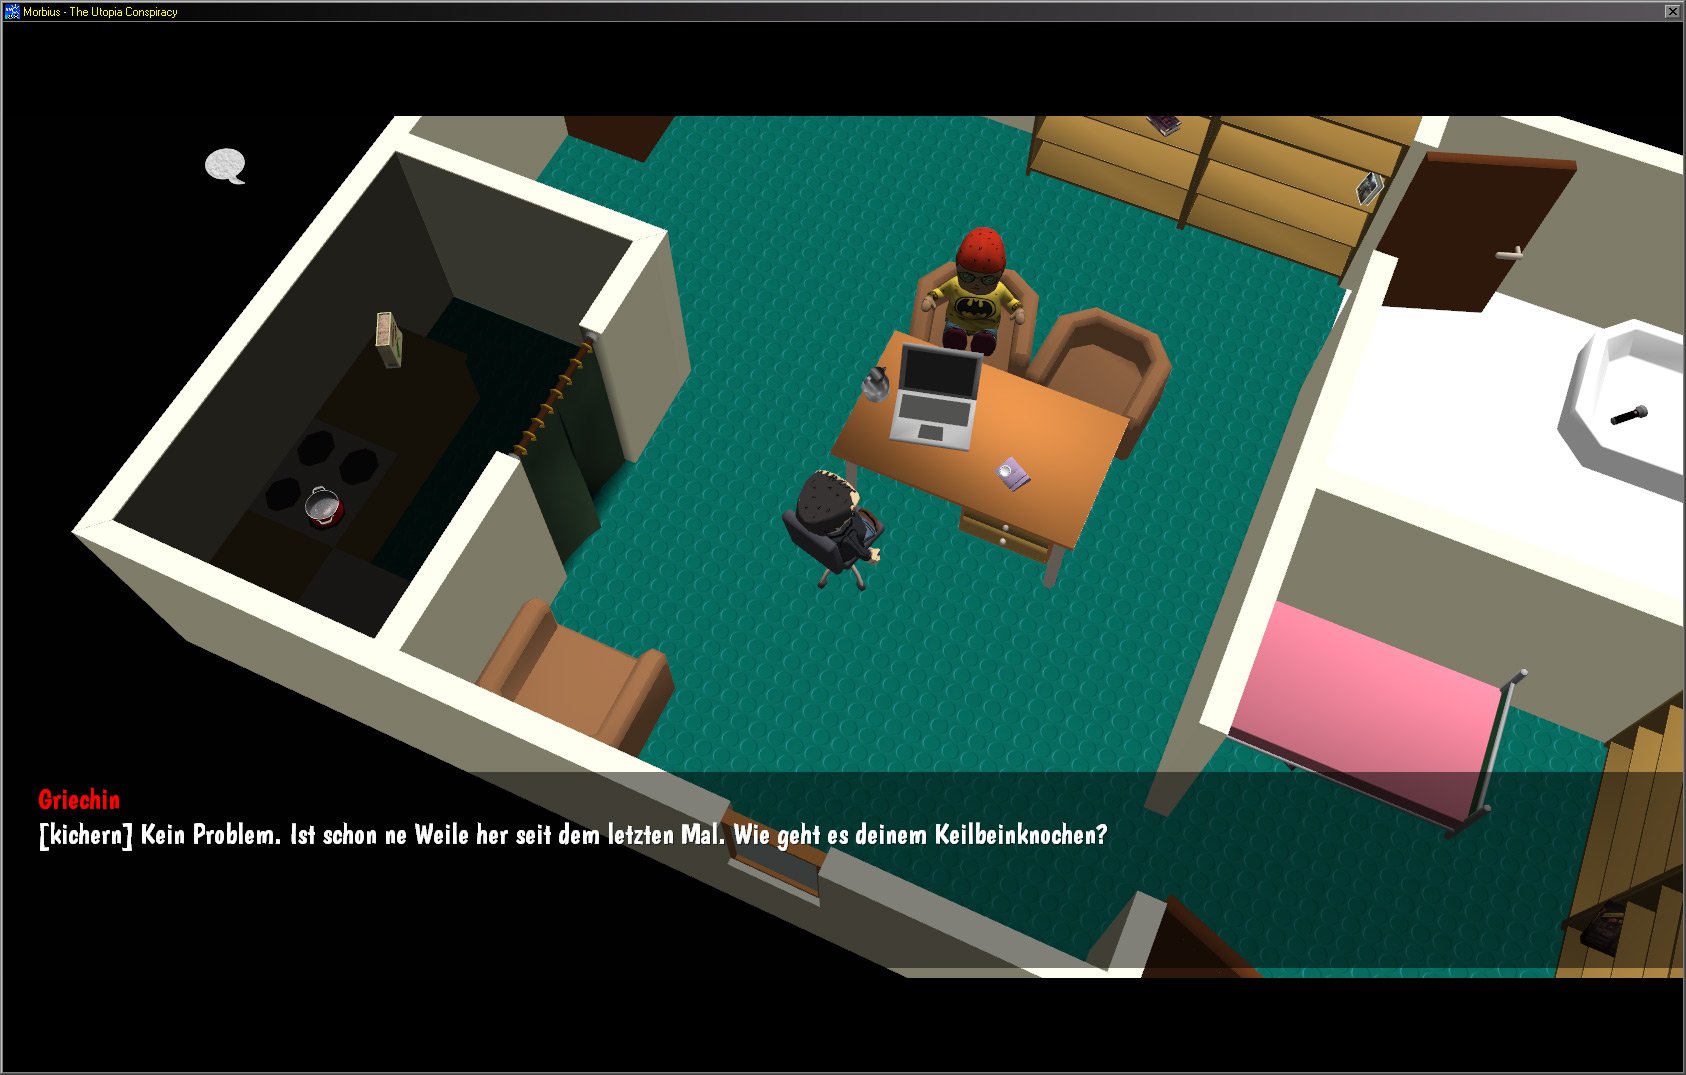 Morbius - The Utopia Conspiracy
Griechin
[kichern] Kein Problem. Ist schon ne Weile her seit dem letzten Mal. Wie geht es deinem Keilbeinknochen?